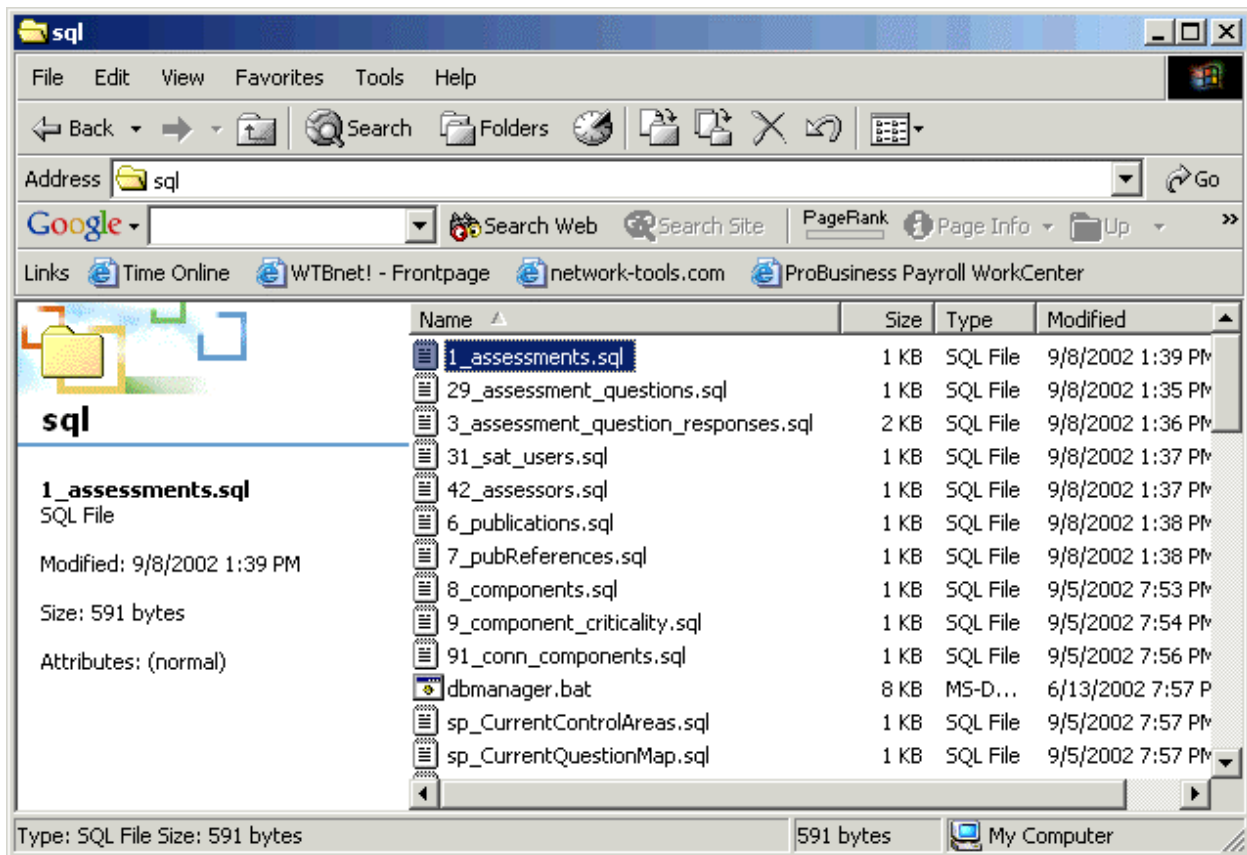 sql
File Edit View Favorites Tools Help
Back Search Folders
Address sql Go
Google Search Web Search Site PageRank Page Info Up »
Links Time Online WTBnet! - Frontpage network-tools.com ProBusiness Payroll WorkCenter
sql
1_assessments.sql
SQL File
Modified: 9/8/2002 1:39 PM
Size: 591 bytes
Attributes: (normal)
Name Size Type Modified
1_assessments.sql 1 KB SQL File 9/8/2002 1:39 PM
29_assessment_questions.sql 1 KB SQL File 9/8/2002 1:35 PM
3_assessment_question_responses.sql 2 KB SQL File 9/8/2002 1:36 PM
31_sat_users.sql 1 KB SQL File 9/8/2002 1:37 PM
42_assessors.sql 1 KB SQL File 9/8/2002 1:37 PM
6_publications.sql 1 KB SQL File 9/8/2002 1:38 PM
7_pubReferences.sql 1 KB SQL File 9/8/2002 1:38 PM
8_components.sql 1 KB SQL File 9/5/2002 7:53 PM
9_component_criticality.sql 1 KB SQL File 9/5/2002 7:54 PM
91_conn_components.sql 1 KB SQL File 9/5/2002 7:56 PM
dbmanager.bat 8 KB MS-D... 6/13/2002 7:57 P
sp_CurrentControlAreas.sql 1 KB SQL File 9/5/2002 7:57 PM
sp_CurrentQuestionMap.sql 1 KB SQL File 9/5/2002 7:57 PM
Type: SQL File Size: 591 bytes 591 bytes My Computer